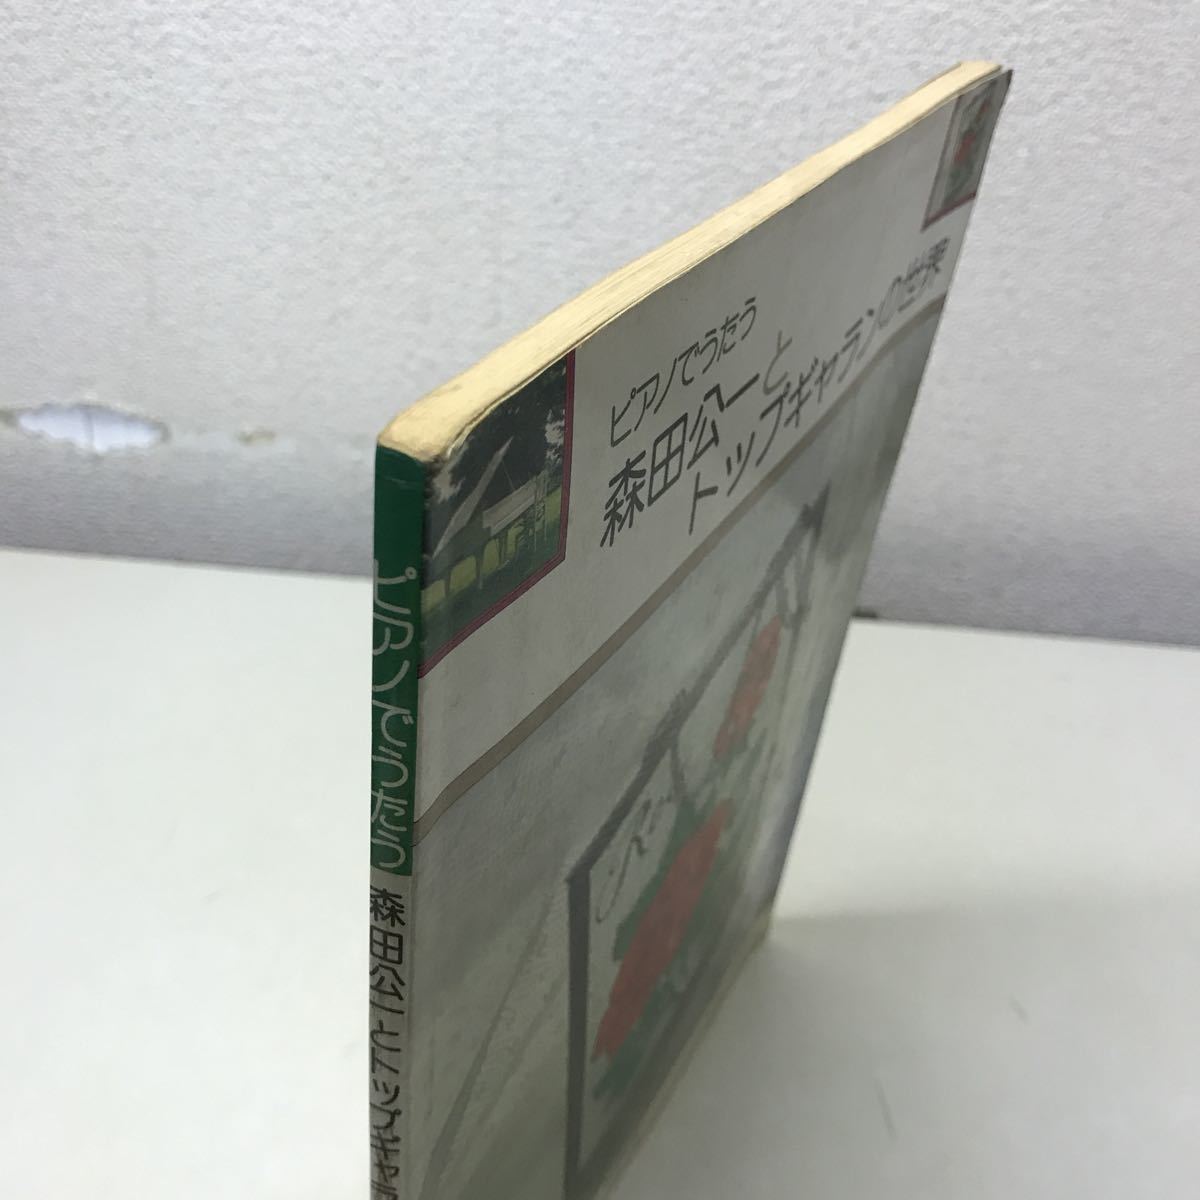 ピアノでうたう
森田公一と
トップギャランの世界
ピアノでうたう 森田公一とトップギャラ